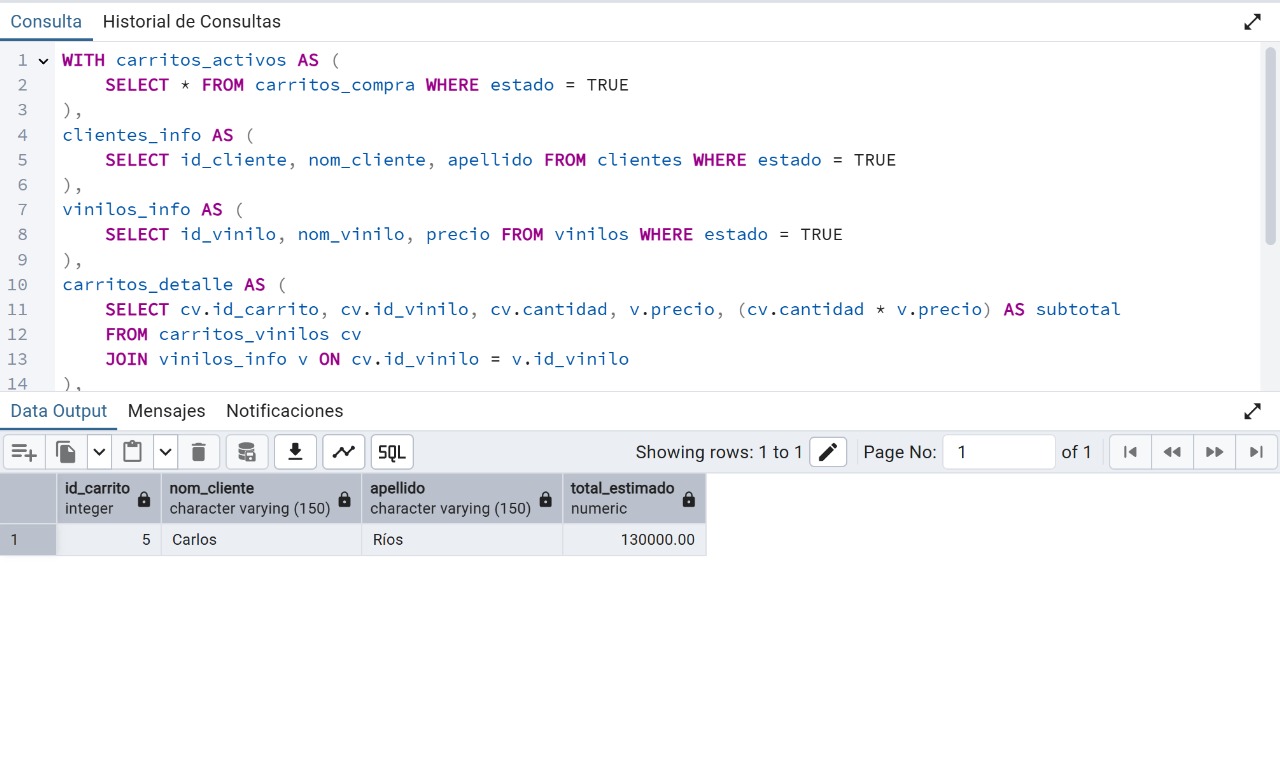 Consulta Historial de Consultas
1 WITH carritos_activos AS (
2 SELECT * FROM carritos_compra WHERE estado = TRUE
3 ),
4 clientes_info AS (
5 SELECT id_cliente, nom_cliente, apellido FROM clientes WHERE estado = TRUE
6 ),
7 vinilos_info AS (
8 SELECT id_vinilo, nom_vinilo, precio FROM vinilos WHERE estado = TRUE
9 ),
10 carritos_detalle AS (
11 SELECT cv.id_carrito, cv.id_vinilo, cv.cantidad, v.precio, (cv.cantidad * v.precio) AS subtotal
12 FROM carritos_vinilos cv
13 JOIN vinilos_info v ON cv.id_vinilo = v.id_vinilo
14 ),
Data Output Mensajes Notificaciones
SQL Showing rows: 1 to 1 Page No: 1 of 1
id_carrito nom_cliente apellido total_estimado
integer character varying (150) character varying (150) numeric
1 5 Carlos Ríos 130000.00